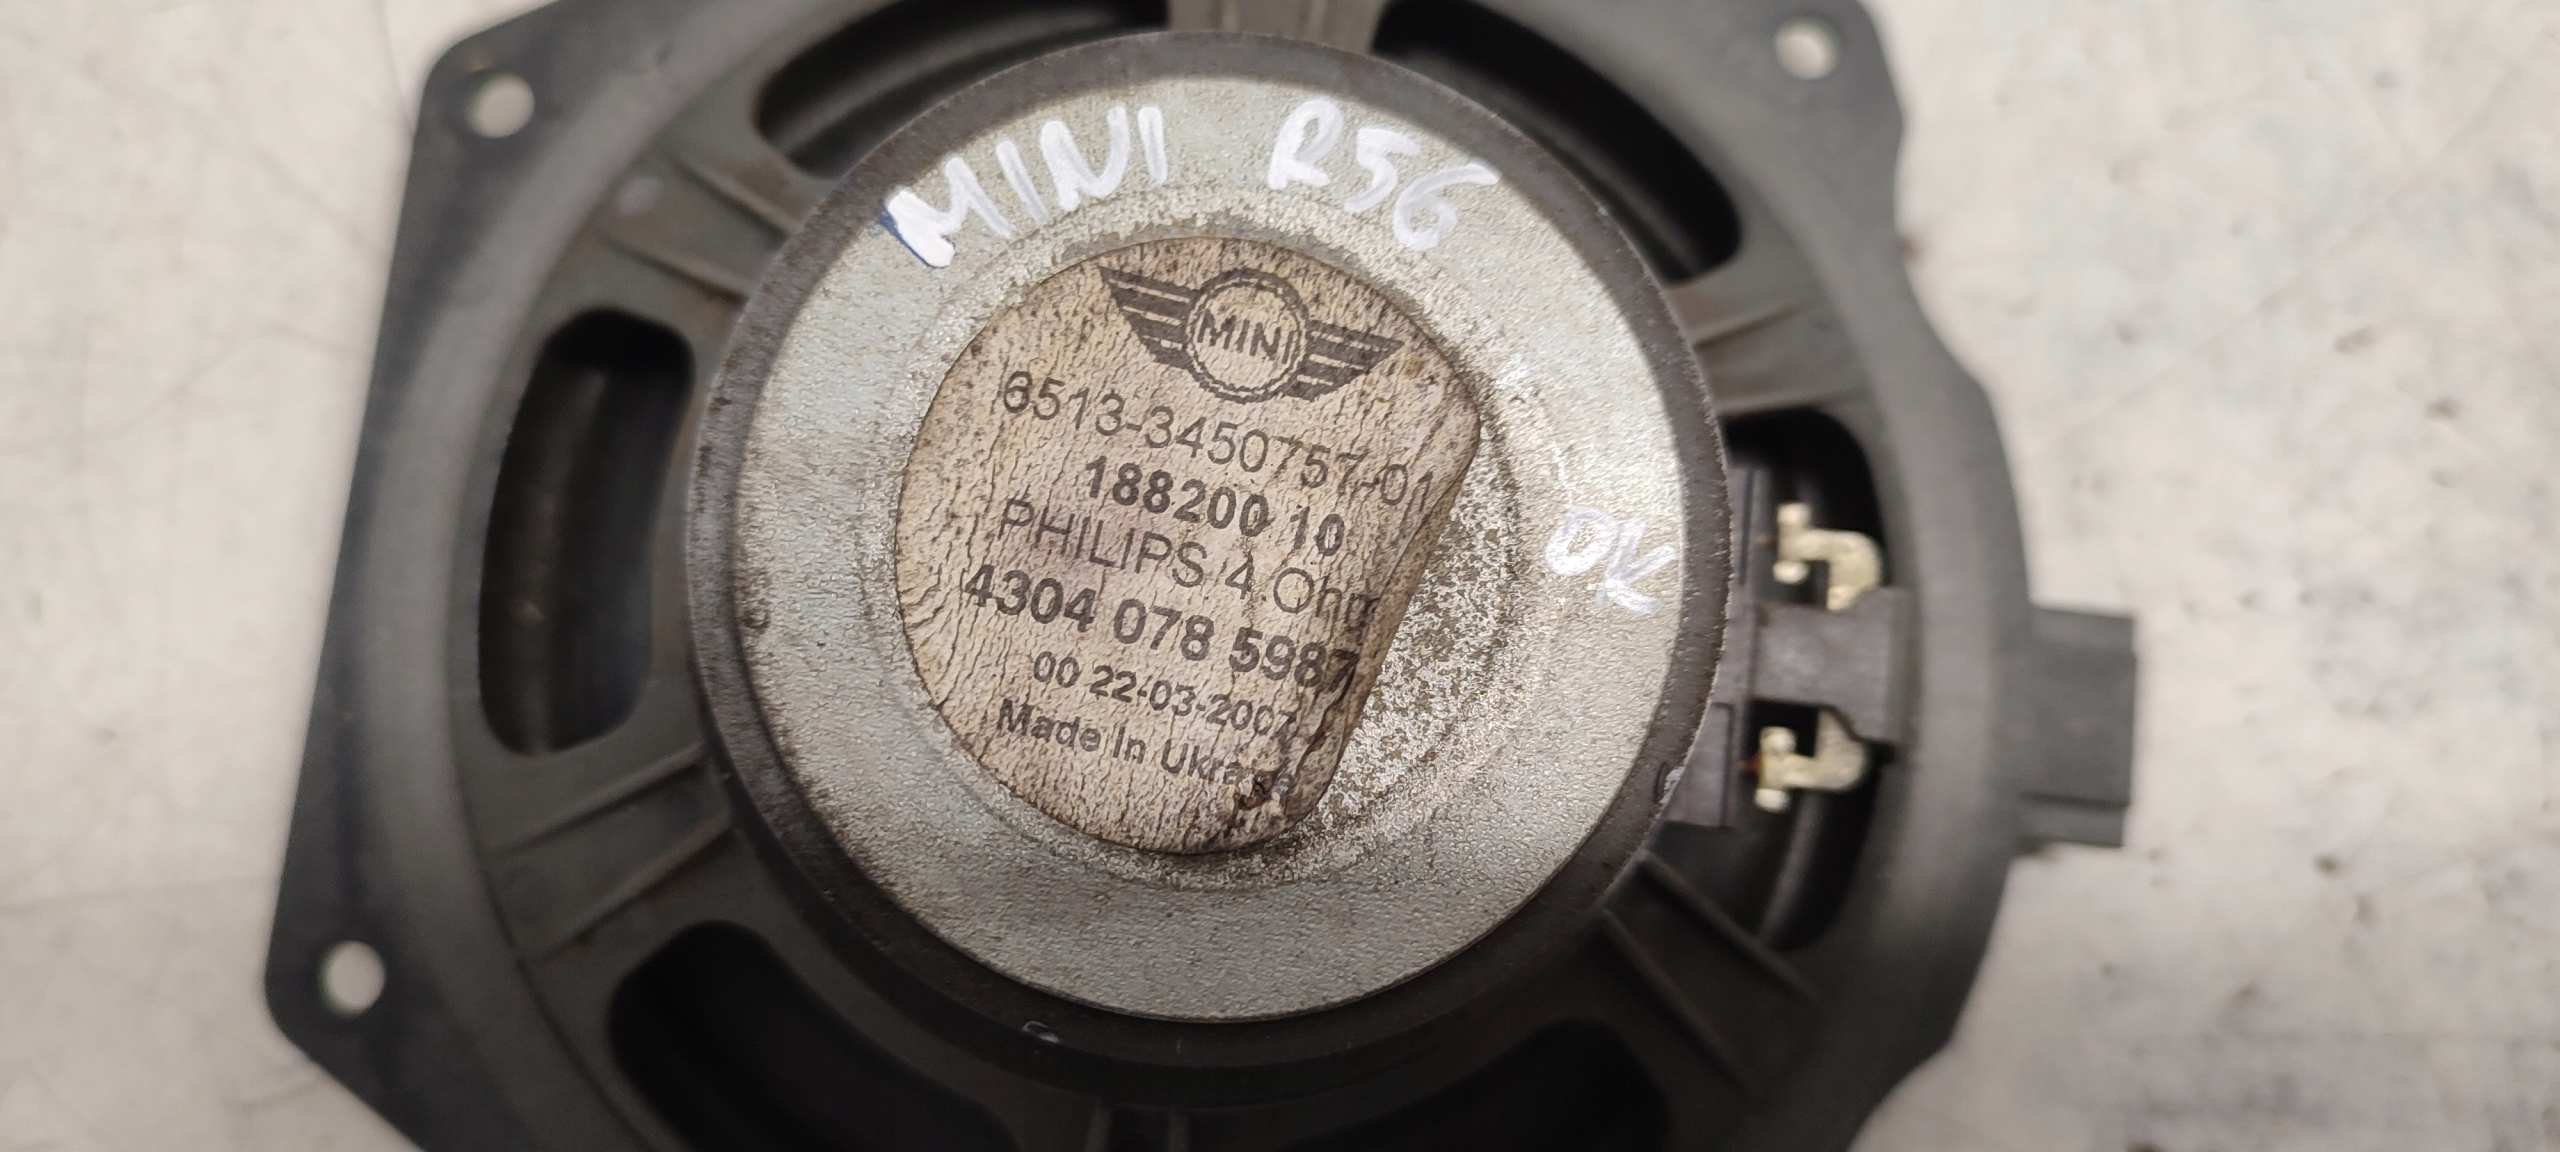 MINI R56
MINI
6513-3450757-01
188200 10
PHILIPS 4 Ohm
OK
4304 078 5987
00 22-03-2007
Made In Ukraine